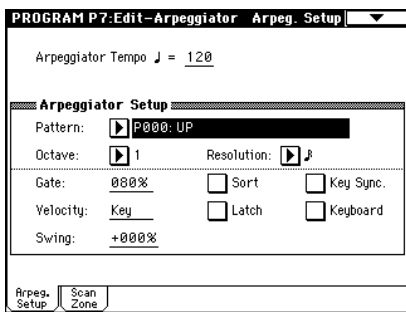 PROGRAM P7:Edit-Arpeggiator Arpeg. Setup
Arpeggiator Tempo ♩ = 120
Arpeggiator Setup
Pattern: P000: UP
Octave: 1 Resolution: ♪
Gate: 080% Sort Key Sync.
Velocity: Key Latch Keyboard
Swing: +000%
Arpeg. Setup Scan Zone